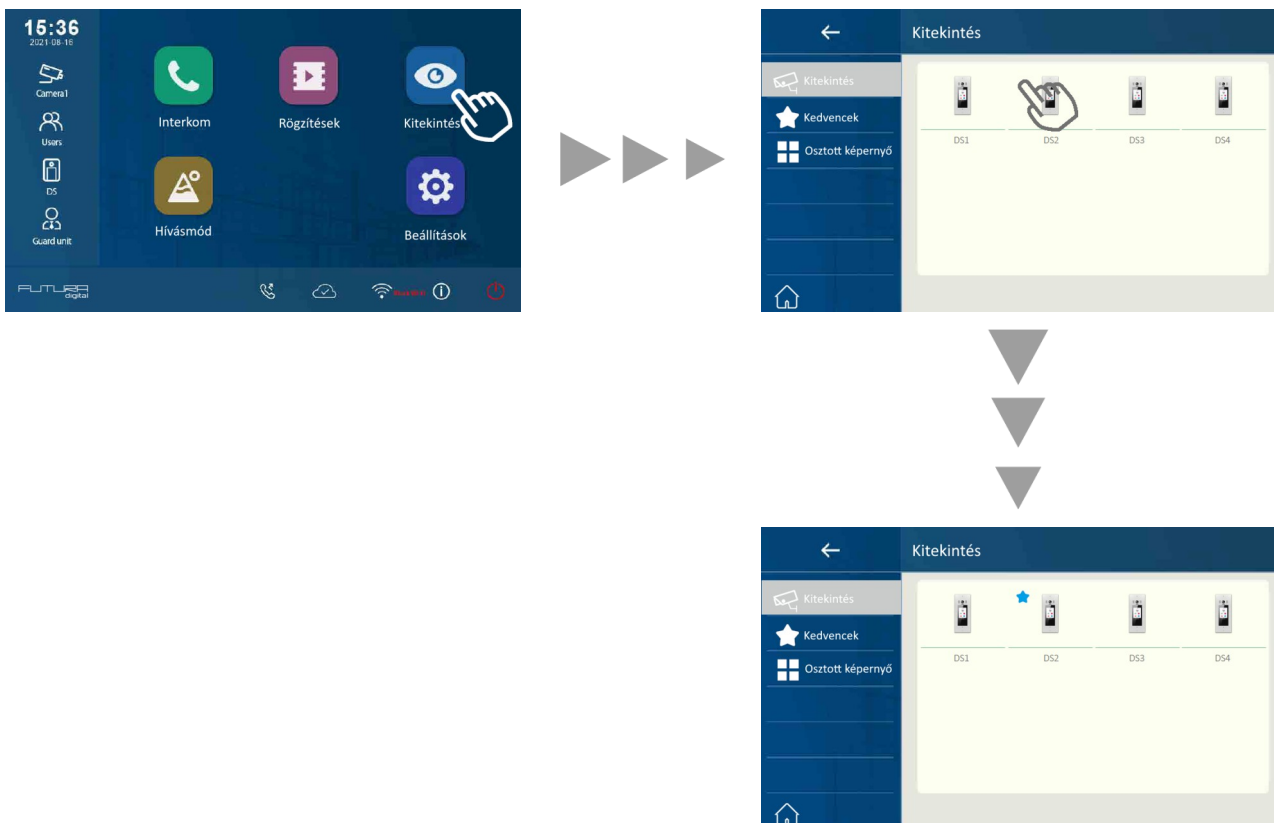 15:36
2021-08-16
Camera1
Users
DS
Guard unit
Interkom
Rögzítések
Kitekintés
Hívásmód
Beállítások
FUTURA
digital
Kitekintés
Kitekintés
Kedvencek
Osztott képernyő
DS1
DS2
DS3
DS4
Kitekintés
Kitekintés
Kedvencek
Osztott képernyő
DS1
DS2
DS3
DS4